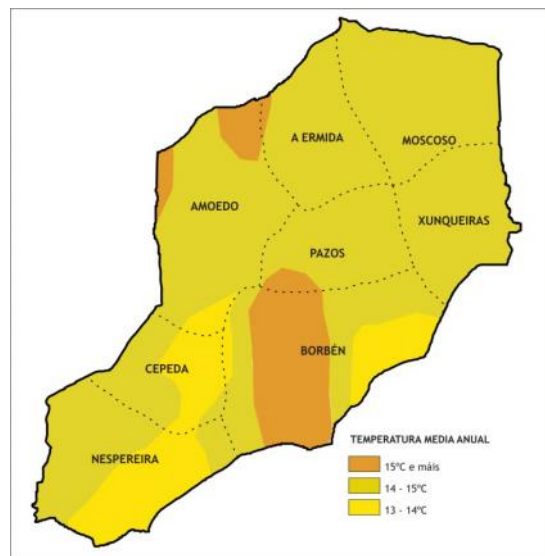 A ERMIDA
MOSCOSO
AMOEDO
XUNQUEIRAS
PAZOS
BORBÉN
CEPEDA
NESPEREIRA
TEMPERATURA MEDIA ANUAL
15ºC e máis
14 - 15ºC
13 - 14ºC